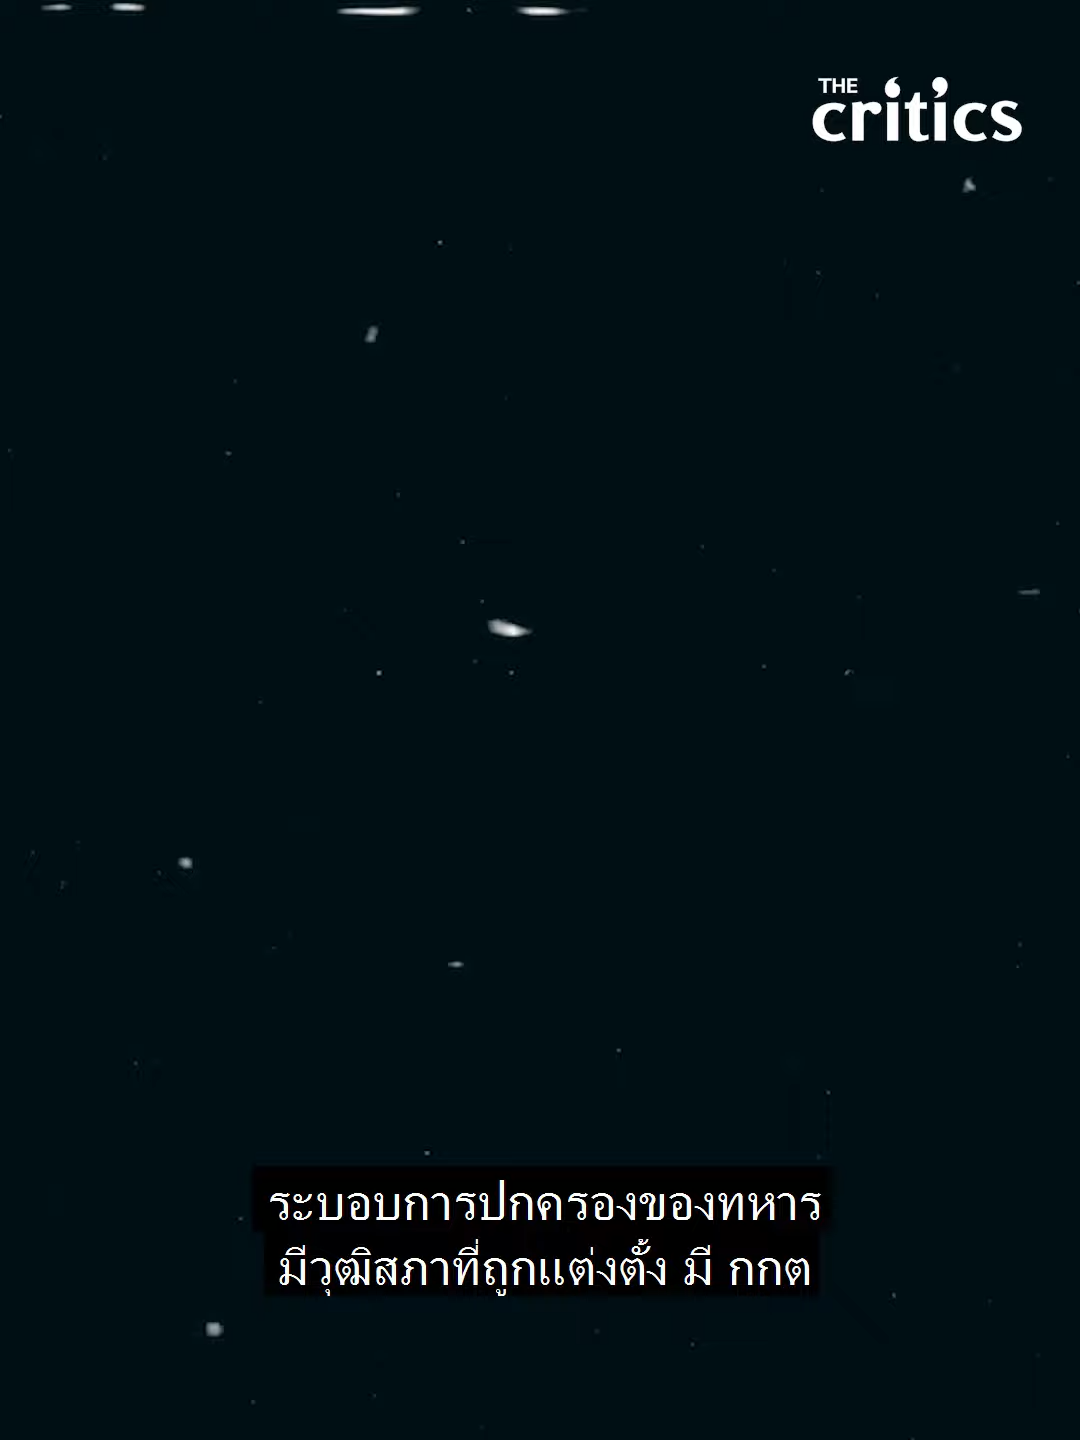 THE
critics
ระบอบการปกครองของทหาร
มีวุฒิสภาที่ถูกแต่งตั้ง มี กกต